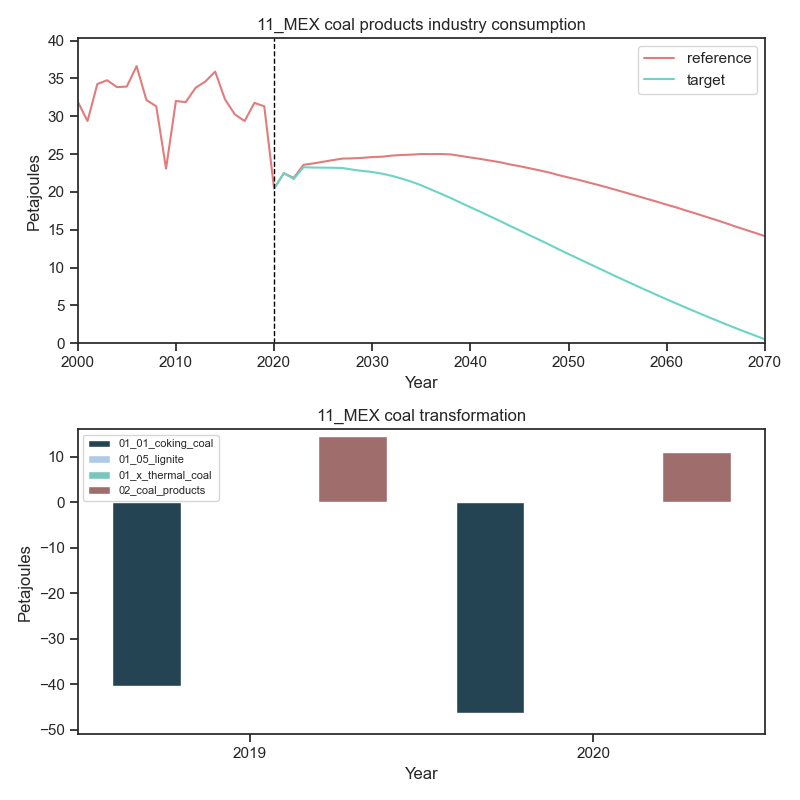 11_MEX coal products industry consumption
40
35
30
25
20
15
10
5
0
Petajoules
reference
target
2000 2010 2020 2030 2040 2050 2060 2070
Year
11_MEX coal transformation
01_01_coking_coal
01_05_lignite
01_x_thermal_coal
02_coal_products
10
0
−10
−20
−30
−40
−50
Petajoules
2019 2020
Year